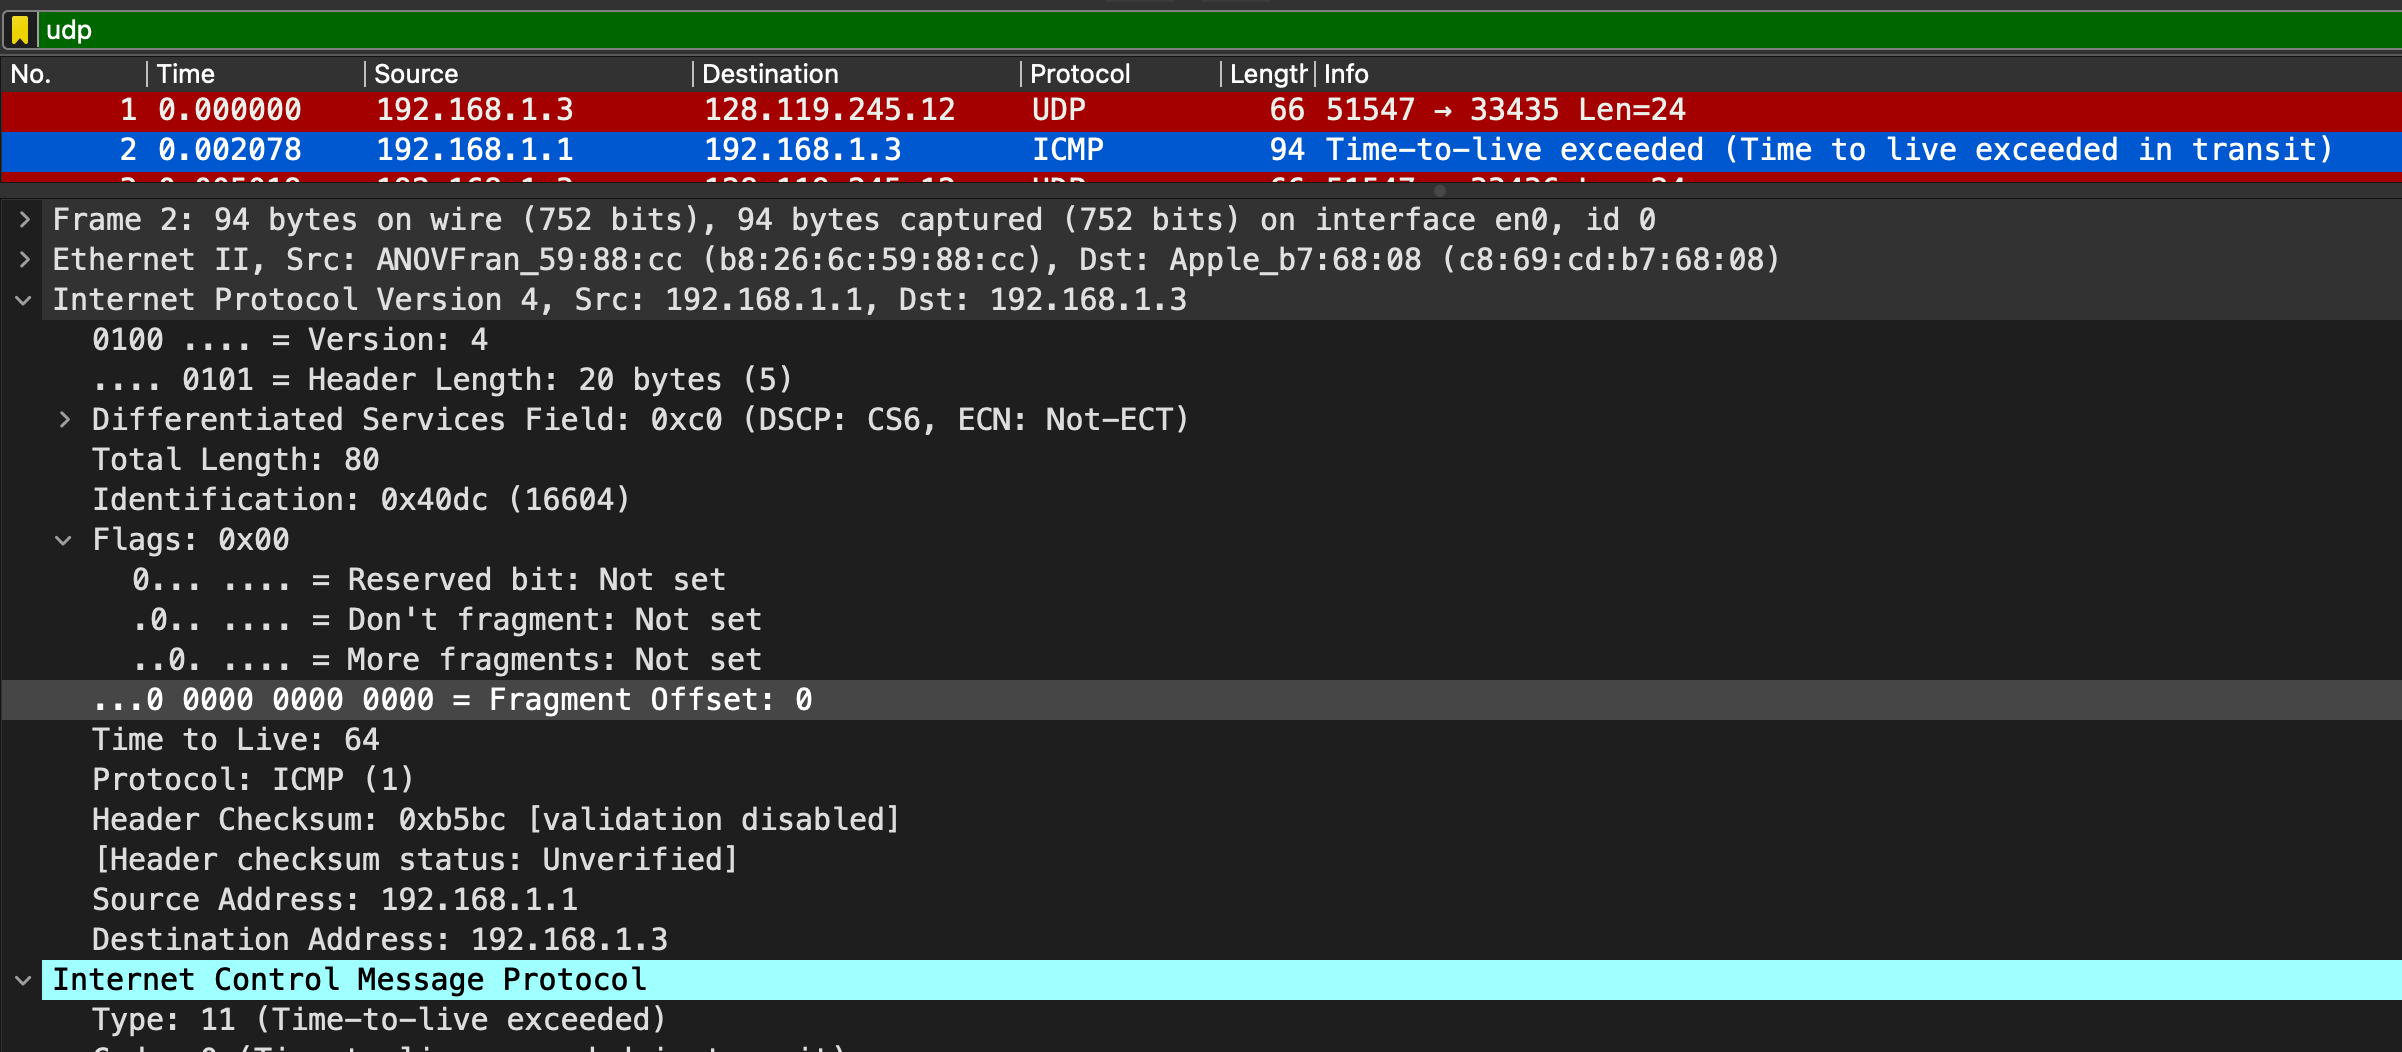 udp
No. Time Source Destination Protocol Length Info
1 0.000000 192.168.1.3 128.119.245.12 UDP 66 51547 → 33435 Len=24
2 0.002078 192.168.1.1 192.168.1.3 ICMP 94 Time-to-live exceeded (Time to live exceeded in transit)
Frame 2: 94 bytes on wire (752 bits), 94 bytes captured (752 bits) on interface en0, id 0
Ethernet II, Src: ANOVFran_59:88:cc (b8:26:6c:59:88:cc), Dst: Apple_b7:68:08 (c8:69:cd:b7:68:08)
Internet Protocol Version 4, Src: 192.168.1.1, Dst: 192.168.1.3
0100 .... = Version: 4
.... 0101 = Header Length: 20 bytes (5)
Differentiated Services Field: 0xc0 (DSCP: CS6, ECN: Not-ECT)
Total Length: 80
Identification: 0x40dc (16604)
Flags: 0x00
0... .... = Reserved bit: Not set
.0.. .... = Don't fragment: Not set
..0. .... = More fragments: Not set
...0 0000 0000 0000 = Fragment Offset: 0
Time to Live: 64
Protocol: ICMP (1)
Header Checksum: 0xb5bc [validation disabled]
[Header checksum status: Unverified]
Source Address: 192.168.1.1
Destination Address: 192.168.1.3
Internet Control Message Protocol
Type: 11 (Time-to-live exceeded)